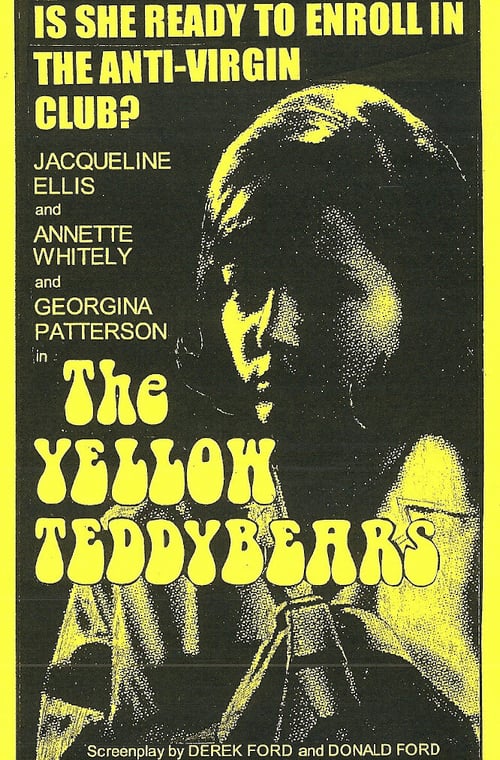 IS SHE READY TO ENROLL IN
THE ANTI-VIRGIN
CLUB?
JACQUELINE
ELLIS
and
ANNETTE
WHITELY
and
GEORGINA
PATTERSON
in
The
YELLOW
TEDDYBEARS
Screenplay by DEREK FORD and DONALD FORD